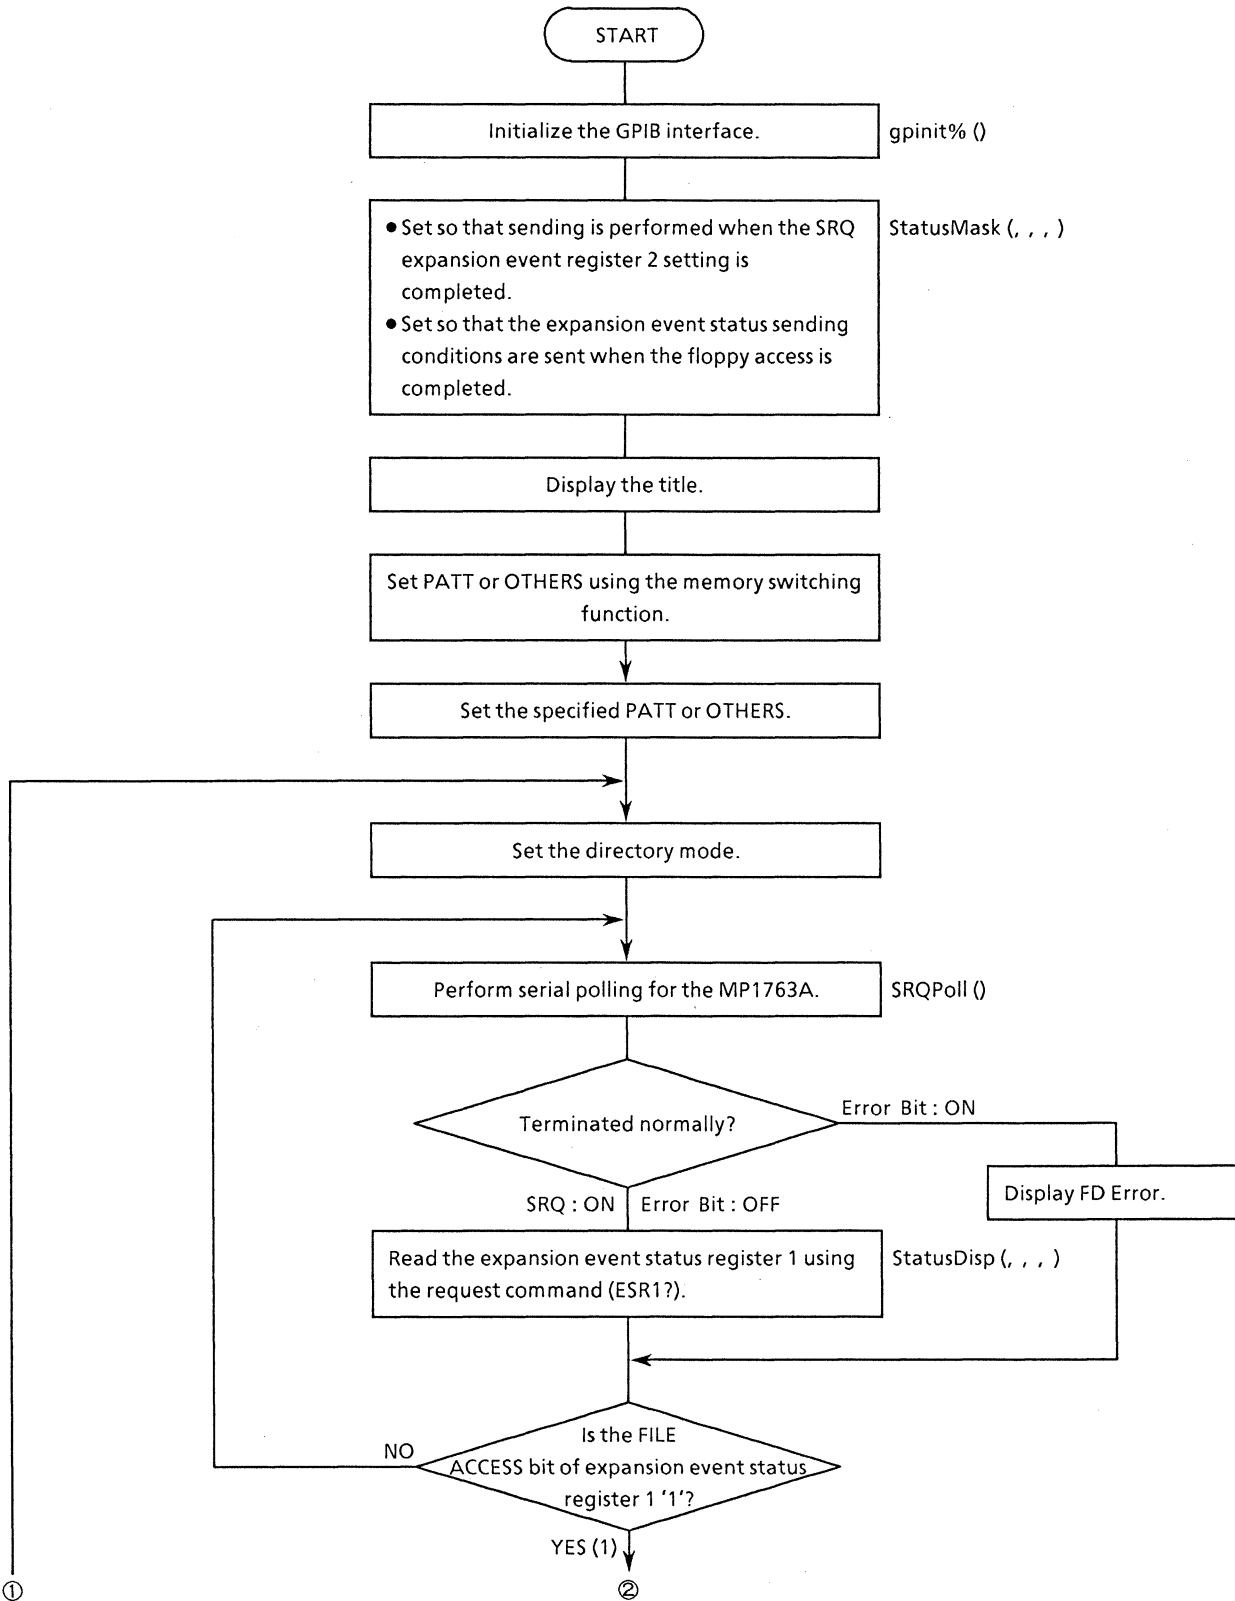 START
Initialize the GPIB interface.
gpinit% ()
● Set so that sending is performed when the SRQ
expansion event register 2 setting is
completed.
● Set so that the expansion event status sending
conditions are sent when the floppy access is
completed.
StatusMask (, , , )
Display the title.
Set PATT or OTHERS using the memory switching
function.
Set the specified PATT or OTHERS.
Set the directory mode.
Perform serial polling for the MP1763A.
SRQPoll ()
Terminated normally?
Error Bit : ON
Display FD Error.
SRQ : ON
Error Bit : OFF
Read the expansion event status register 1 using
the request command (ESR1?).
StatusDisp (, , , )
Is the FILE
ACCESS bit of expansion event status
register 1 '1'?
NO
YES (1)
①
②